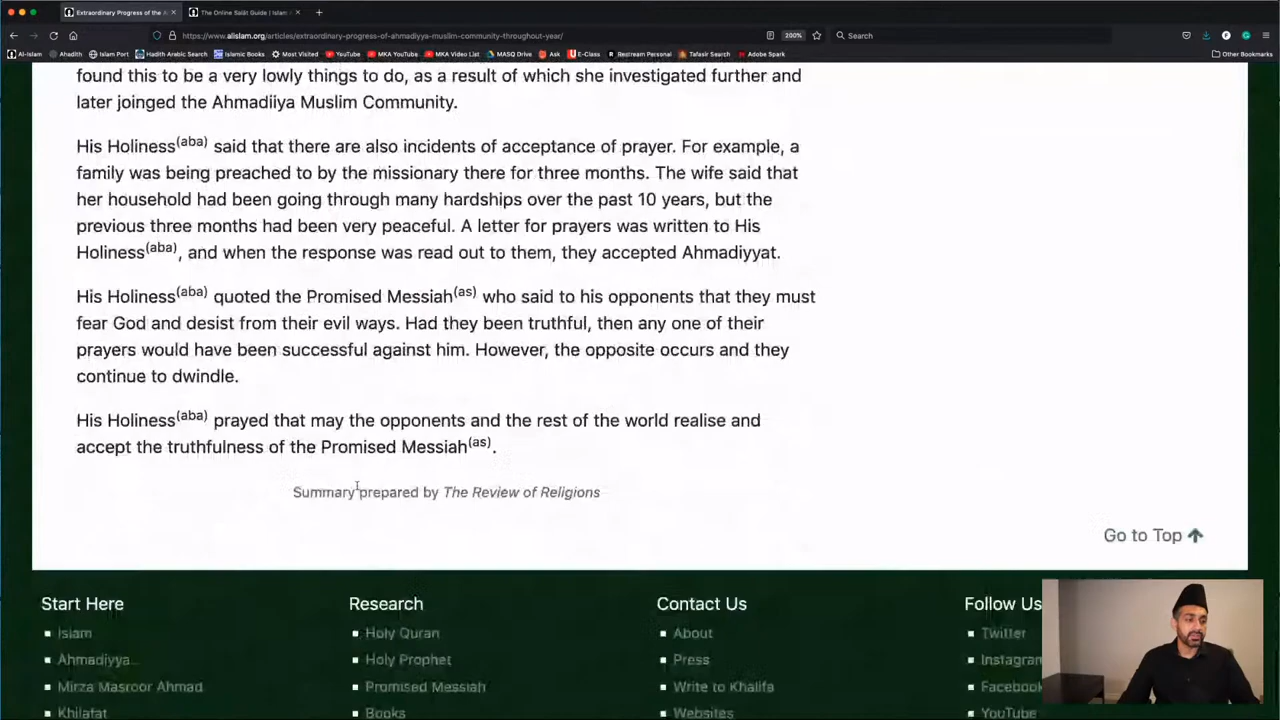 Extraordinary Progress of the A
The Online Salāt Guide | Islam
https://www.alislam.org/articles/extraordinary-progress-of-ahmadiyya-muslim-community-throughout-year/
200%
Search
Al-Islam
Ahadith
Islam Port
Hadith Arabic Search
Islamic Books
Most Visited
YouTube
MKA YouTube
MKA Video List
MASQ Drive
Ask
E-Class
Restream Personal
Tafasir Search
Adobe Spark
Other Bookmarks
found this to be a very lowly things to do, as a result of which she investigated further and
later joinged the Ahmadiiya Muslim Community.
His Holiness(aba) said that there are also incidents of acceptance of prayer. For example, a
family was being preached to by the missionary there for three months. The wife said that
her household had been going through many hardships over the past 10 years, but the
previous three months had been very peaceful. A letter for prayers was written to His
Holiness(aba), and when the response was read out to them, they accepted Ahmadiyyat.
His Holiness(aba) quoted the Promised Messiah(as) who said to his opponents that they must
fear God and desist from their evil ways. Had they been truthful, then any one of their
prayers would have been successful against him. However, the opposite occurs and they
continue to dwindle.
His Holiness(aba) prayed that may the opponents and the rest of the world realise and
accept the truthfulness of the Promised Messiah(as).
Summary prepared by The Review of Religions
Go to Top
Start Here
Islam
Ahmadiyya
Mirza Masroor Ahmad
Khilafat
Research
Holy Quran
Holy Prophet
Promised Messiah
Books
Contact Us
About
Press
Write to Khalifa
Websites
Follow Us
Twitter
Instagram
Facebook
YouTube